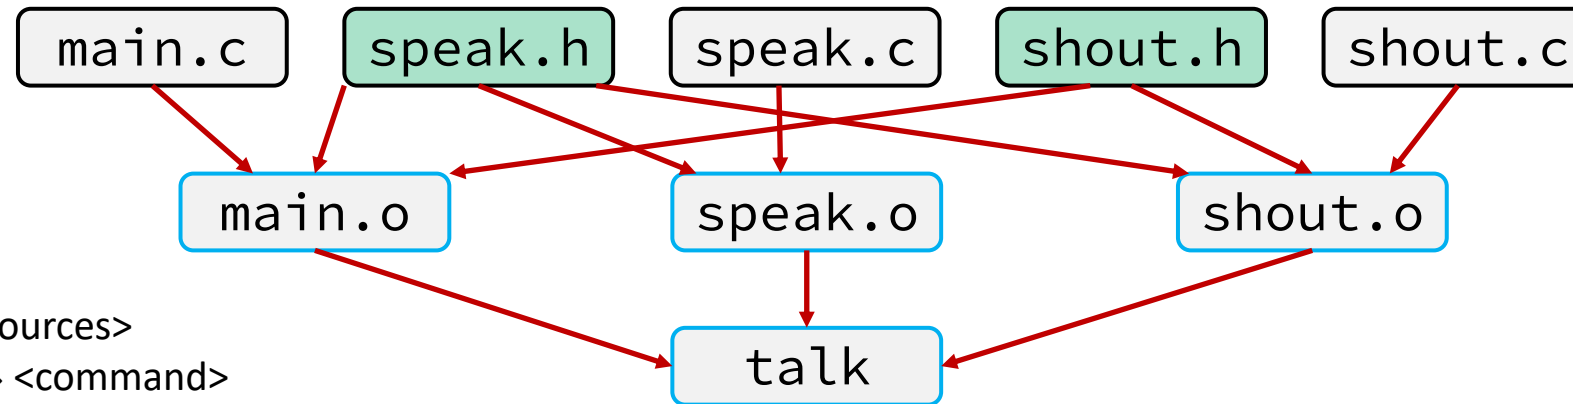 main.c speak.h speak.c shout.h shout.c
main.o speak.o shout.o
talk
ources>
<command>